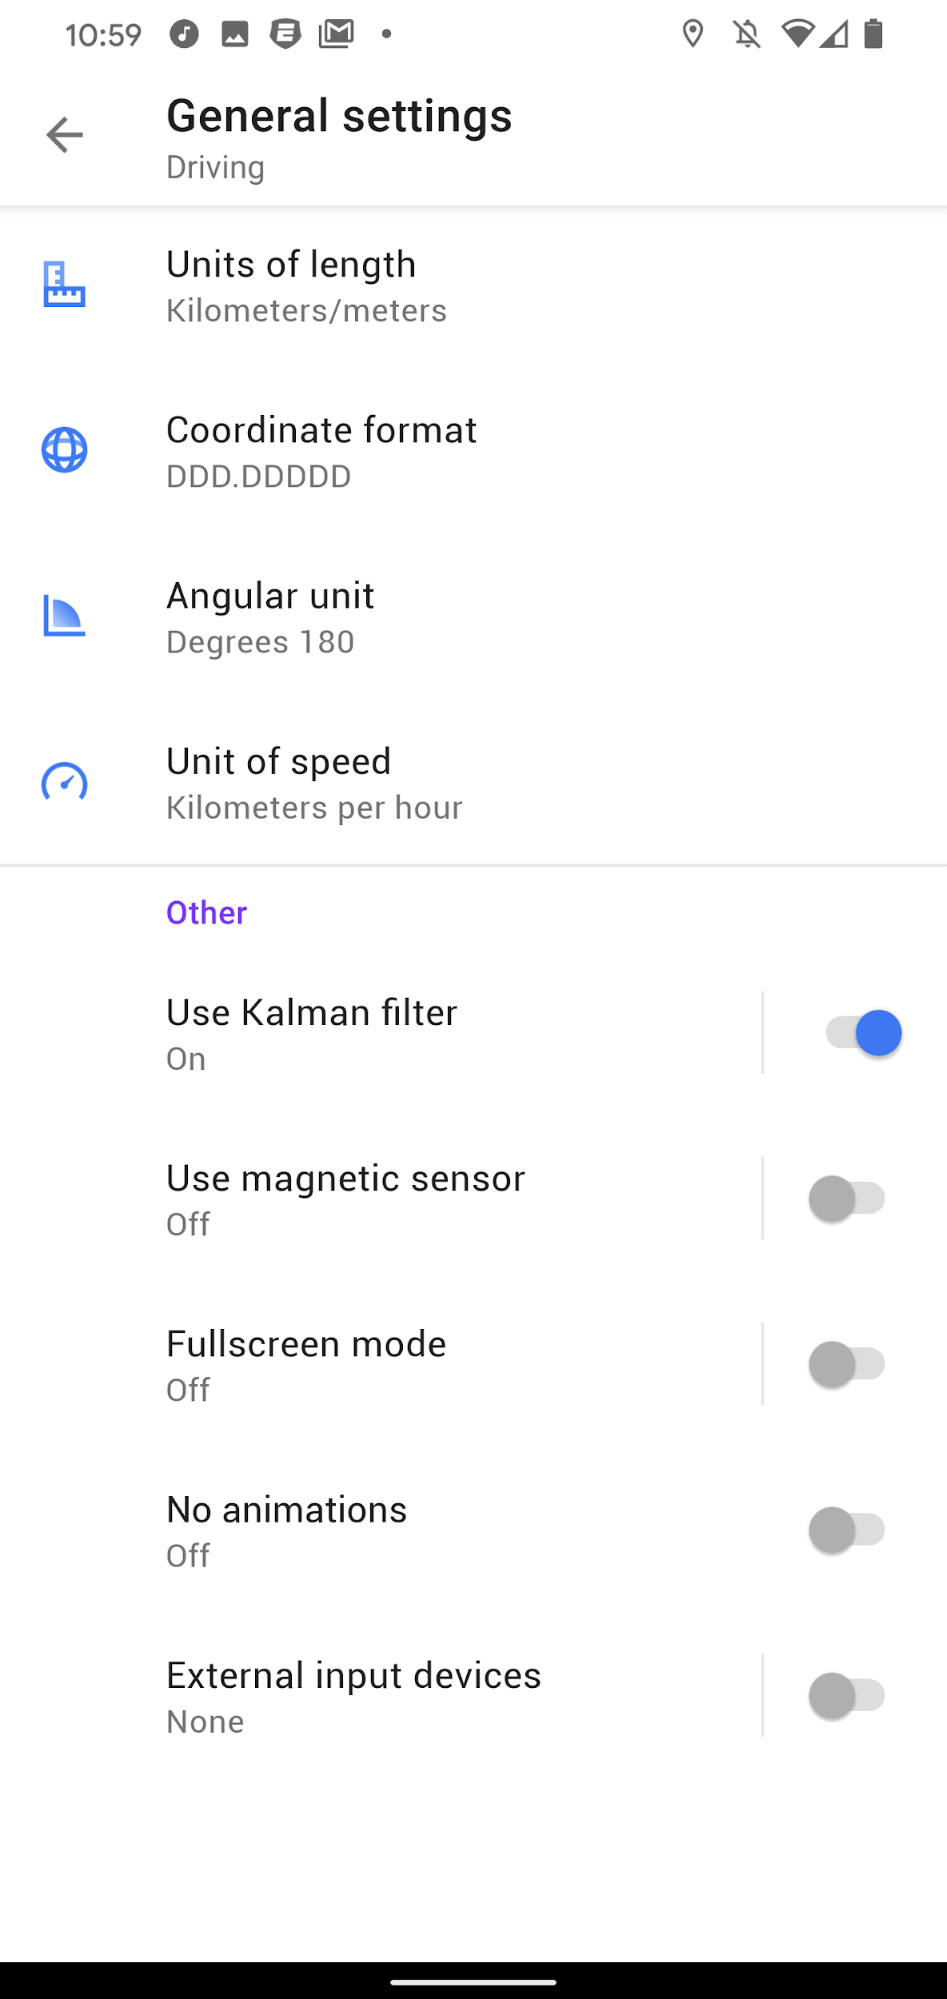 10:59
General settings
Driving
Units of length
Kilometers/meters
Coordinate format
DDD.DDDDD
Angular unit
Degrees 180
Unit of speed
Kilometers per hour
Other
Use Kalman filter
On
Use magnetic sensor
Off
Fullscreen mode
Off
No animations
Off
External input devices
None